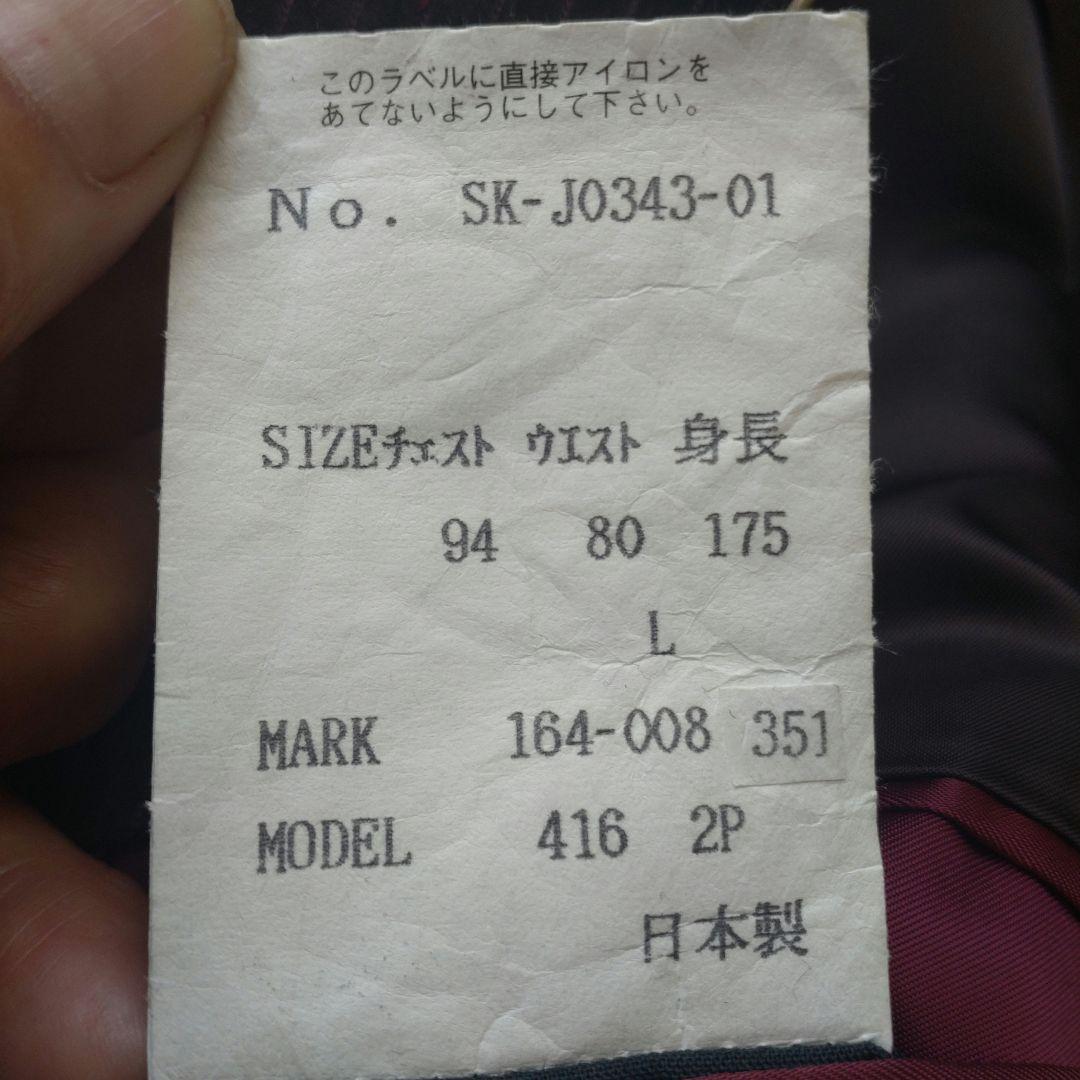 このラベルに直接アイロンを
あてないようにして下さい。
No. SK-J0343-01
SIZEﾁｪｽﾄ ｳｴｽﾄ 身長
94 80 175
L
MARK 164-008 351
MODEL 416 2P
日本製